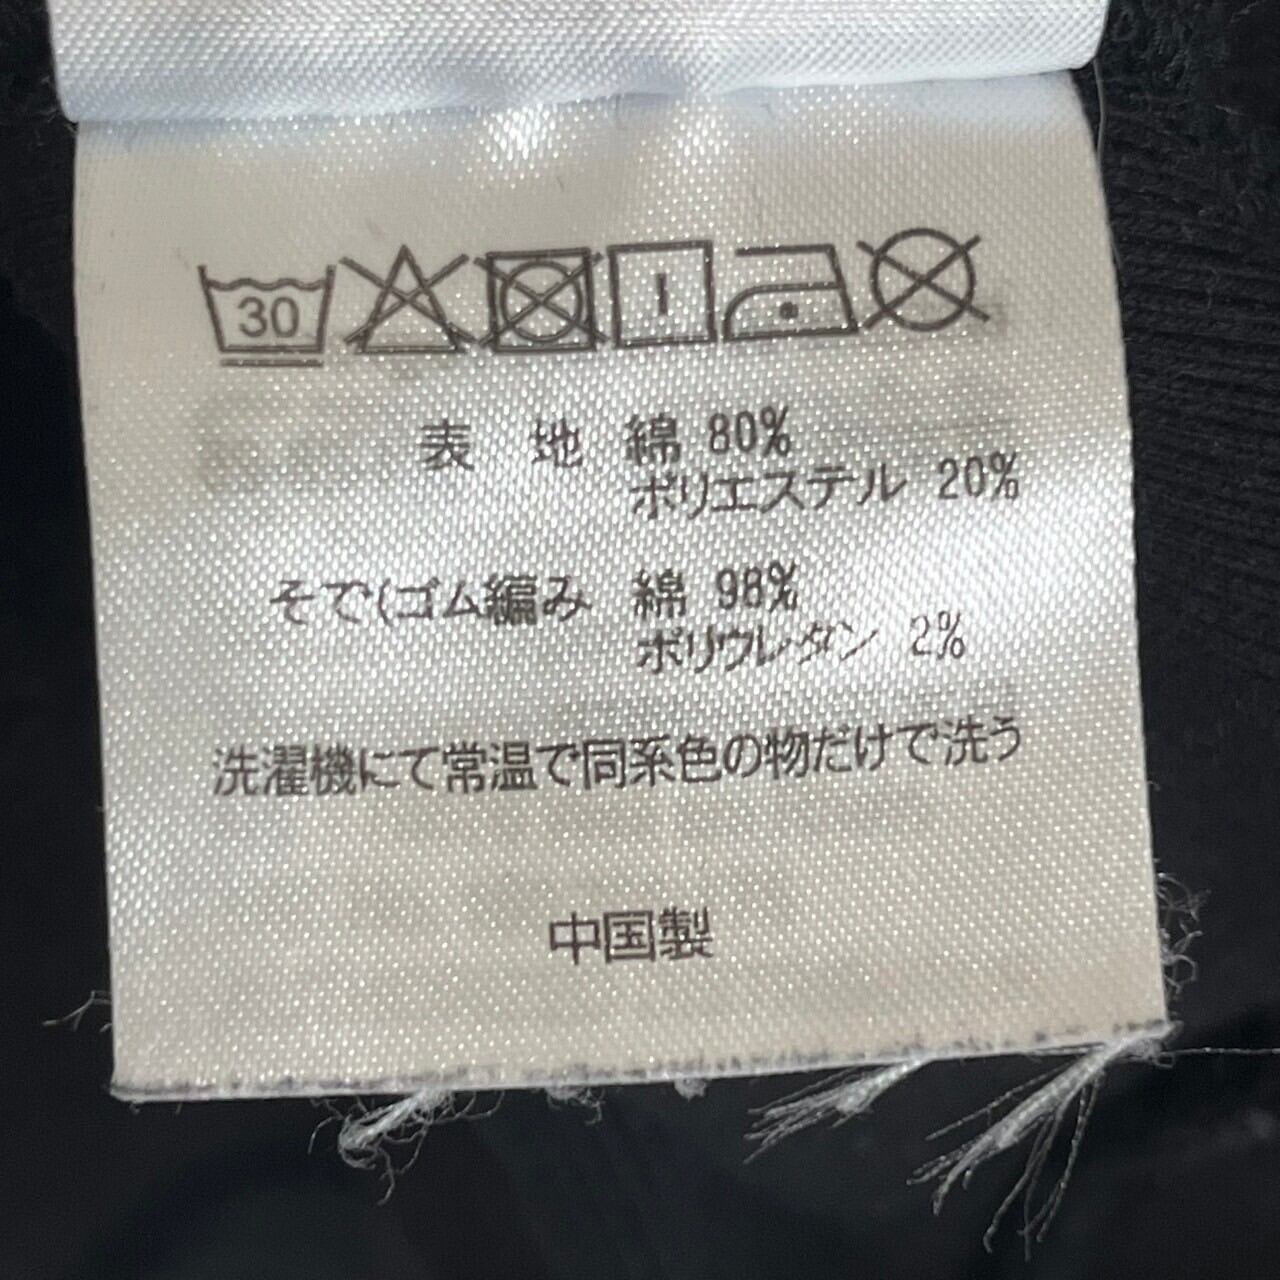 30
表 地 綿 80%
ポリエステル 20%
そで(ゴム編み 綿 98%
ポリウレタン 2%
洗濯機にて常温で同系色の物だけで洗う
中国製